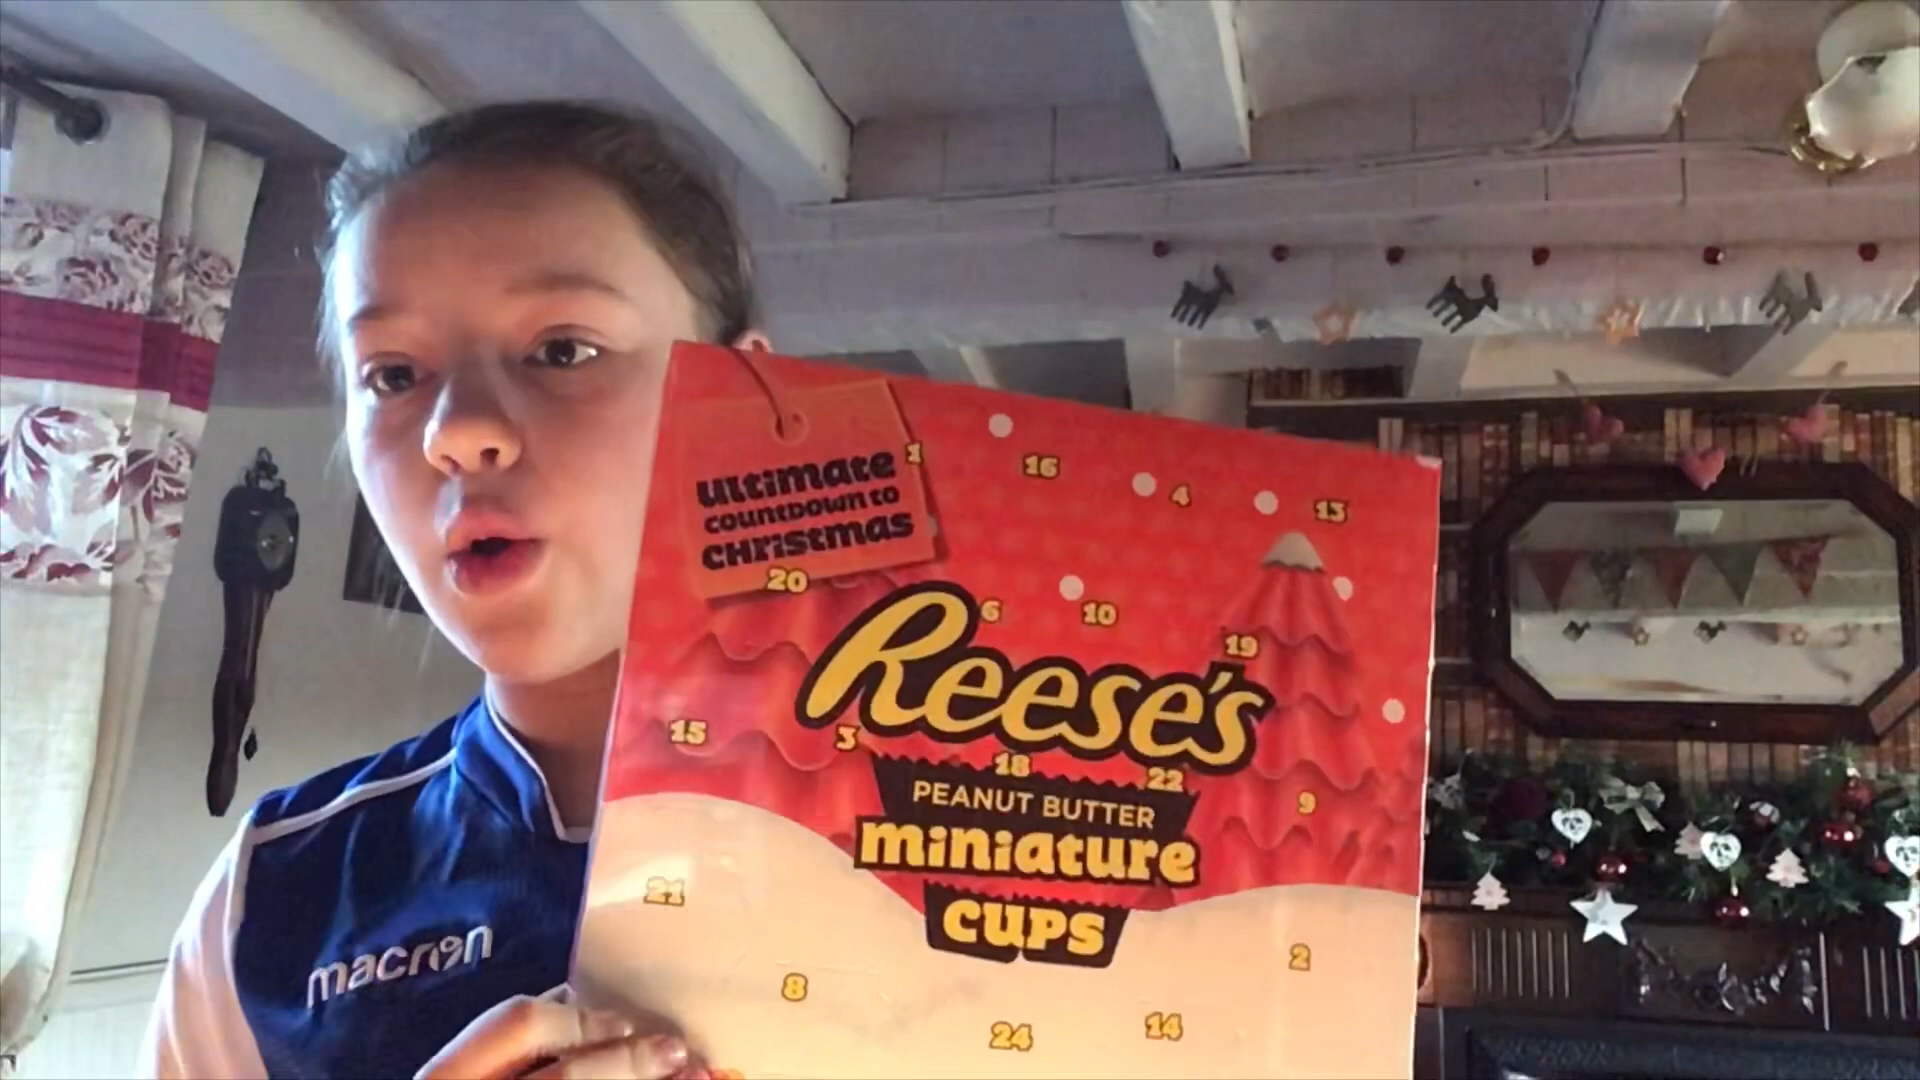 ultimate
countdown to
christmas
1
16
4
13
20
6
10
19
Reese's
15
3
18
22
PEANUT BUTTER
miniature
9
cups
21
2
8
24
14
macron